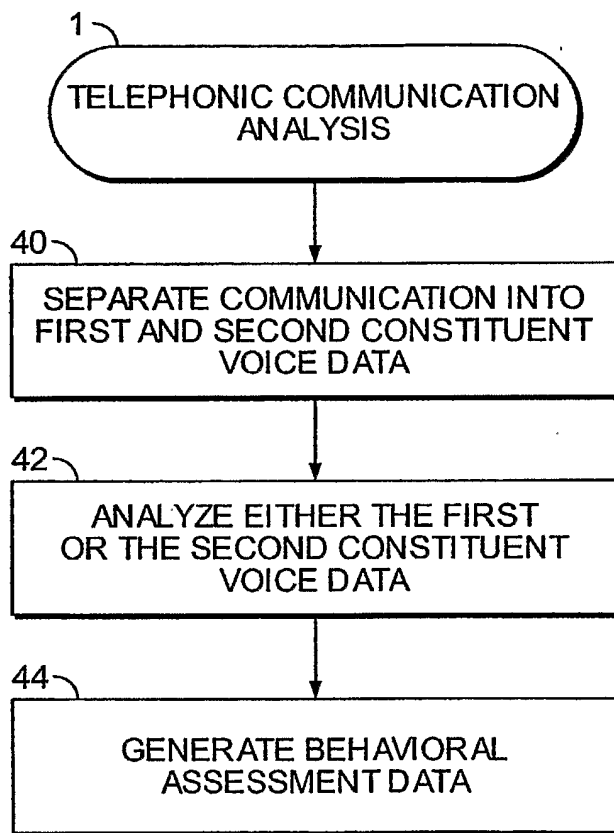 1
TELEPHONIC COMMUNICATION
ANALYSIS
40
SEPARATE COMMUNICATION INTO
FIRST AND SECOND CONSTITUENT
VOICE DATA
42
ANALYZE EITHER THE FIRST
OR THE SECOND CONSTITUENT
VOICE DATA
44
GENERATE BEHAVIORAL
ASSESSMENT DATA